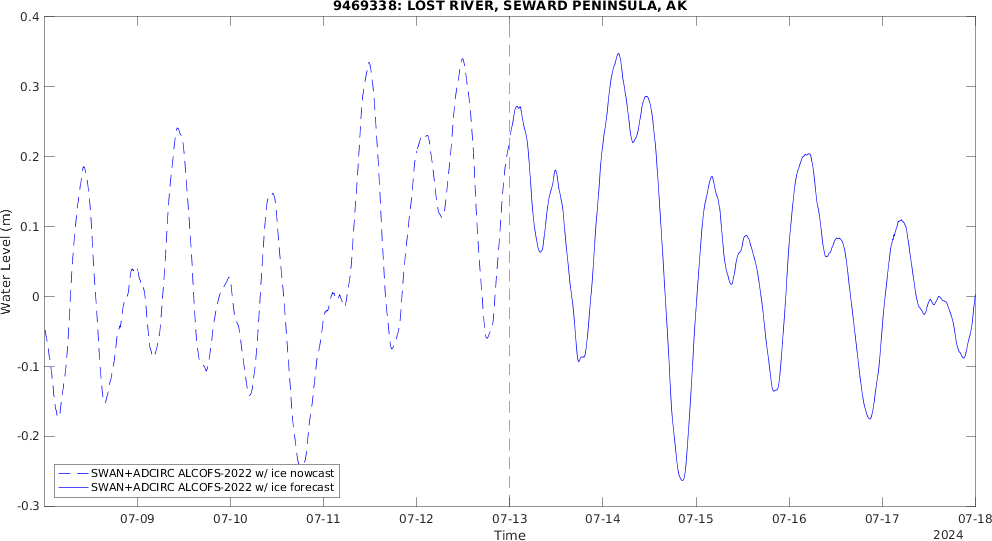 9469338: LOST RIVER, SEWARD PENINSULA, AK
0.4
0.3
0.2
0.1
0
-0.1
-0.2
-0.3
Water Level (m)
SWAN+ADCIRC ALCOFS-2022 w/ ice nowcast
SWAN+ADCIRC ALCOFS-2022 w/ ice forecast
07-09 07-10 07-11 07-12 07-13 07-14 07-15 07-16 07-17 07-18
Time
2024